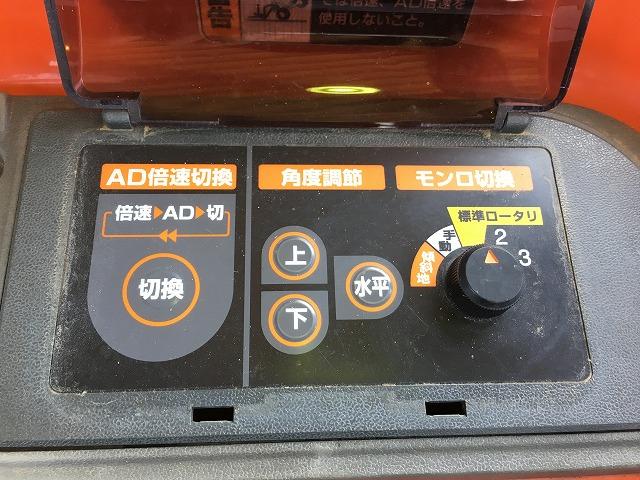 では倍速、AD倍速を
使用しないこと。
AD倍速切換
倍速▶AD▶切
切換
角度調節
上
下
水平
モンロ切換
標準ロータリ
手動
傾斜地
2
3